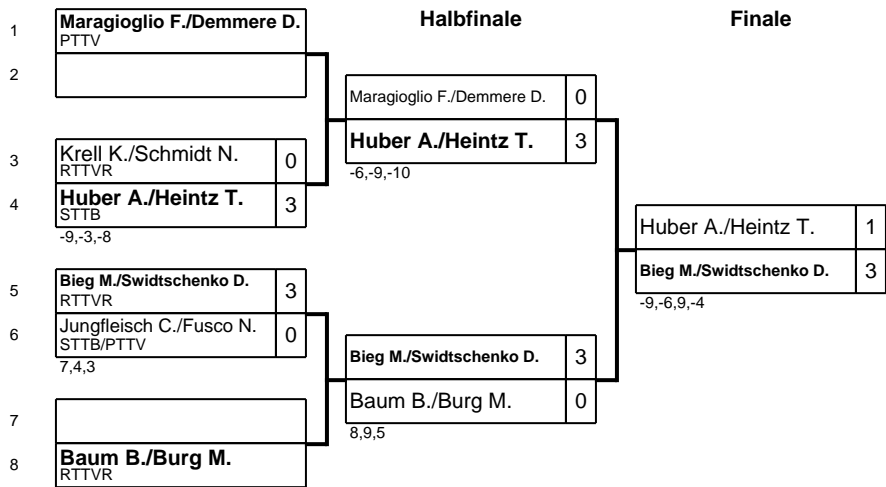 Halbfinale
Finale
1
Maragioglio F./Demmere D.
PTTV
2
3
Krell K./Schmidt N.
RTTVR
0
4
Huber A./Heintz T.
STTB
3
-9,-3,-8
5
Bieg M./Swidtschenko D.
RTTVR
3
6
Jungfleisch C./Fusco N.
STTB/PTTV
0
7,4,3
7
8
Baum B./Burg M.
RTTVR
Maragioglio F./Demmere D.
0
Huber A./Heintz T.
3
-6,-9,-10
Bieg M./Swidtschenko D.
3
Baum B./Burg M.
0
8,9,5
Huber A./Heintz T.
1
Bieg M./Swidtschenko D.
3
-9,-6,9,-4